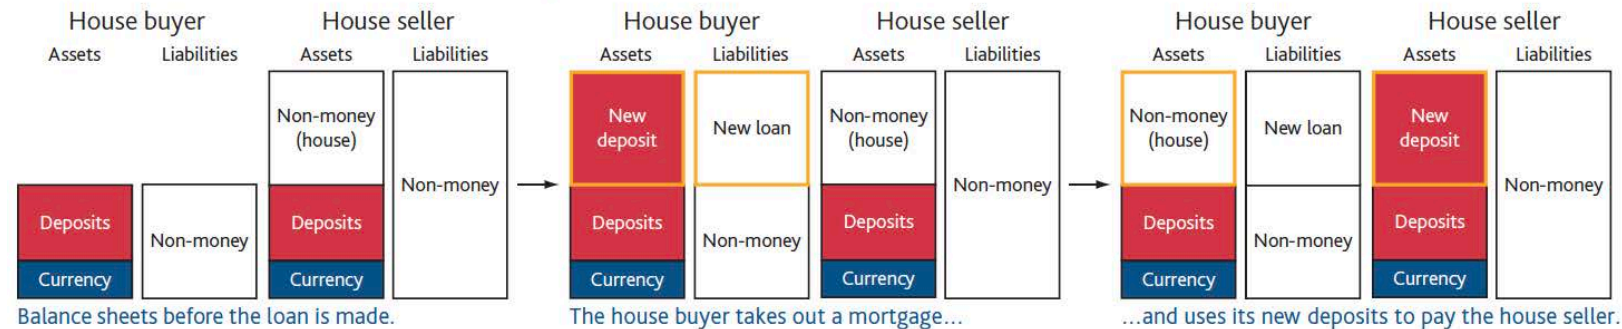 House buyer
House seller
House buyer
House seller
House buyer
House seller
Assets
Liabilities
Assets
Liabilities
Assets
Liabilities
Assets
Liabilities
Assets
Liabilities
Assets
Liabilities
Non-money
(house)
Non-money
Deposits
Non-money
Deposits
Currency
Currency
Balance sheets before the loan is made.
New
deposit
New loan
Non-money
(house)
Non-money
Deposits
Non-money
Deposits
Currency
Currency
The house buyer takes out a mortgage...
Non-money
(house)
New loan
New
deposit
Non-money
Deposits
Non-money
Deposits
Currency
Currency
...and uses its new deposits to pay the house seller.